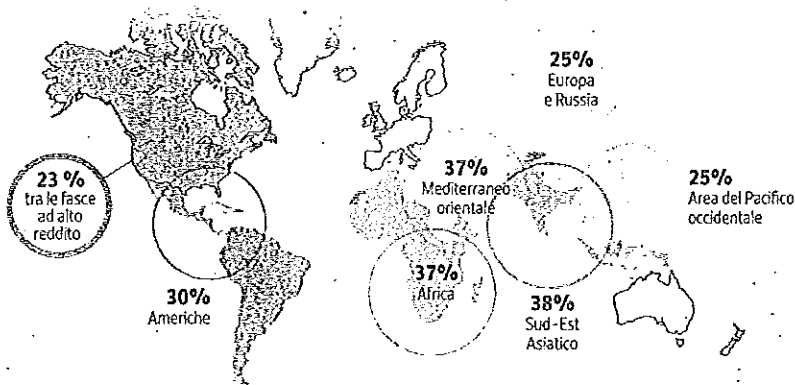 25%
Europa
e Russia
23 %
tra le fasce
ad alto
reddito
37%
Mediterraneo
orientale
25%
Area del Pacifico
occidentale
30%
Americhe
37%
Africa
38%
Sud-Est
Asiatico